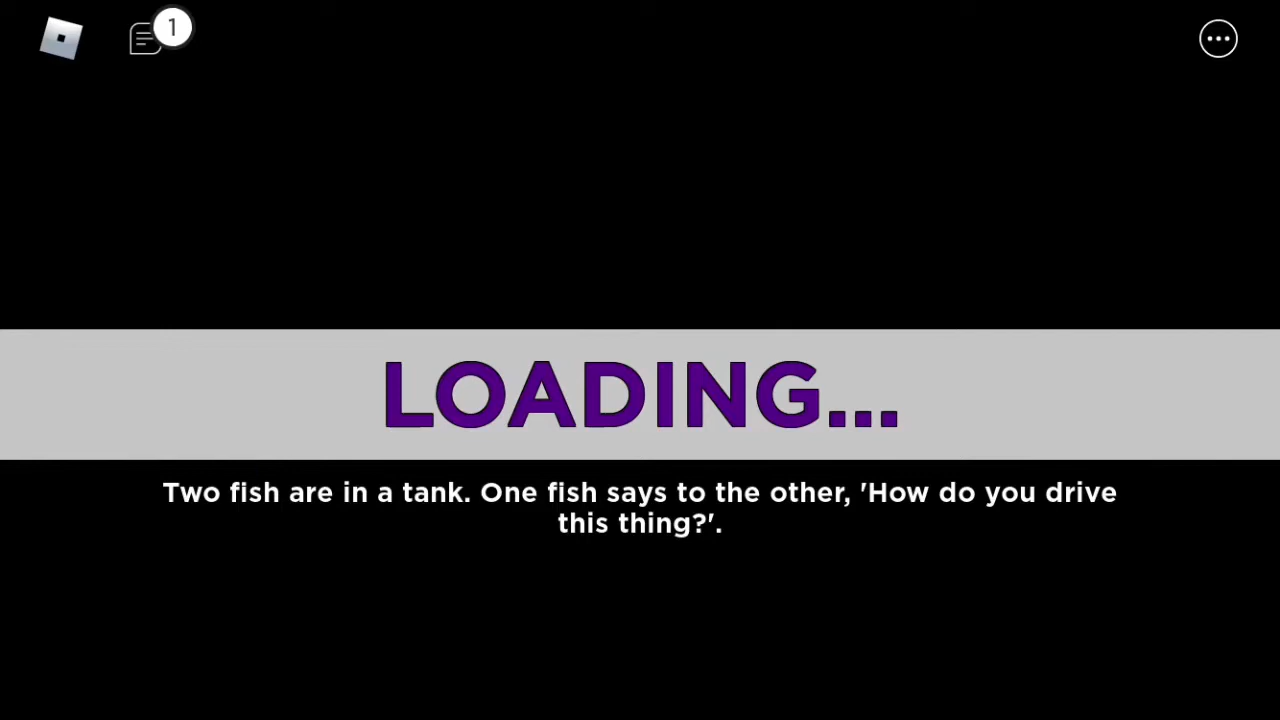 1
LOADING...
Two fish are in a tank. One fish says to the other, 'How do you drive
this thing?'.